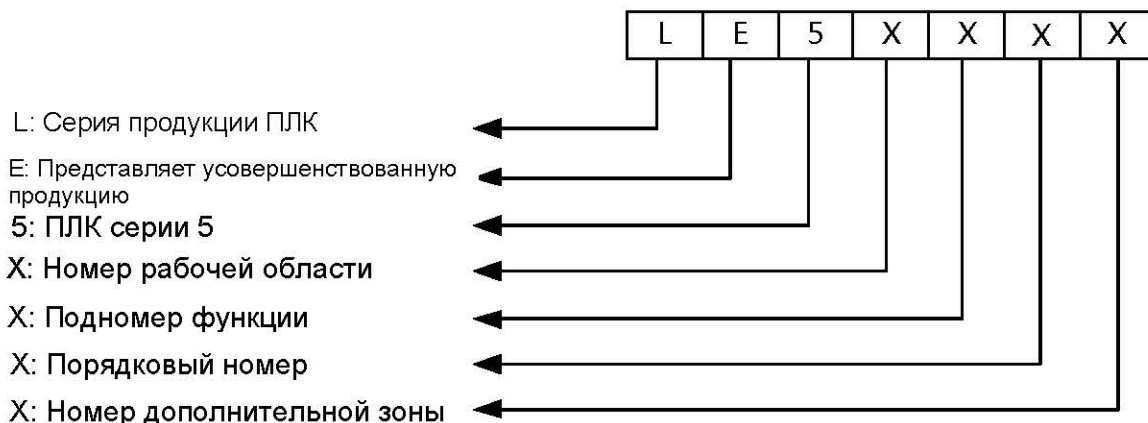 L E 5 X X X X
L: Серия продукции ПЛК
E: Представляет усовершенствованную
продукцию
5: ПЛК серии 5
X: Номер рабочей области
X: Подномер функции
X: Порядковый номер
X: Номер дополнительной зоны